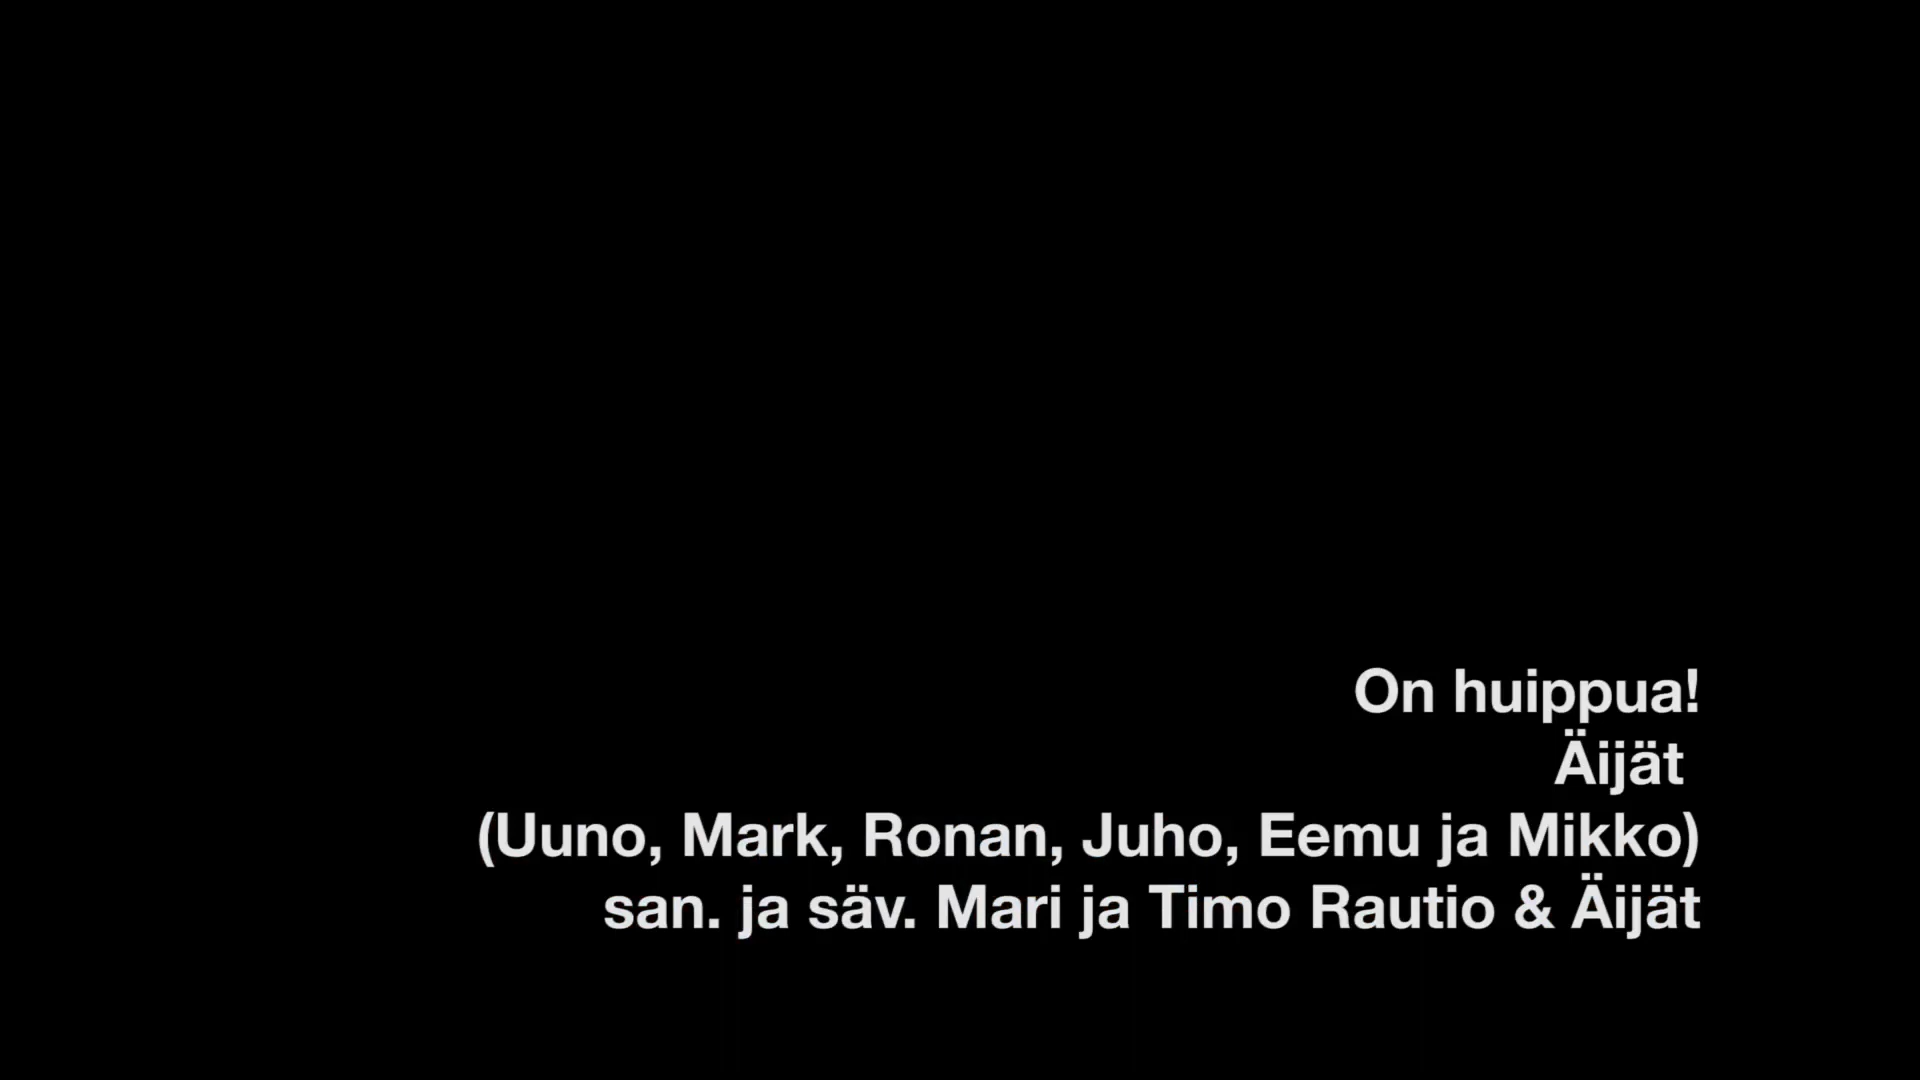 On huippua!
Äijät
(Uuno, Mark, Ronan, Juho, Eemu ja Mikko)
san. ja säv. Mari ja Timo Rautio & Äijät